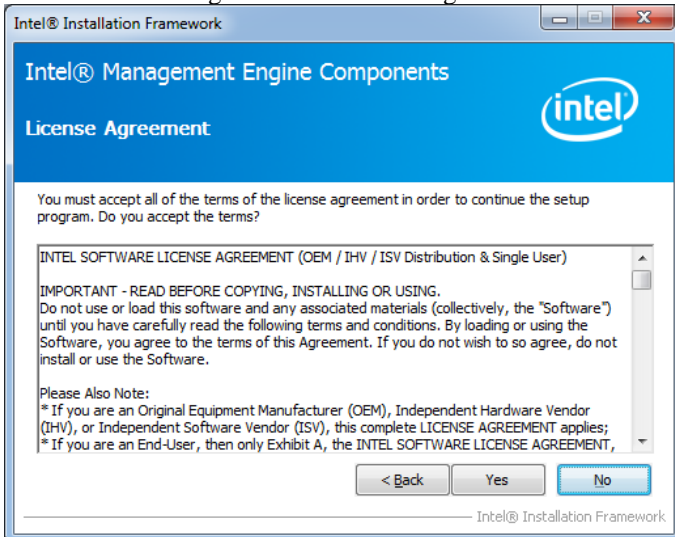 Intel® Installation Framework
Intel® Management Engine Components
intel
License Agreement
You must accept all of the terms of the license agreement in order to continue the setup
program. Do you accept the terms?
INTEL SOFTWARE LICENSE AGREEMENT (OEM / IHV / ISV Distribution & Single User)
IMPORTANT - READ BEFORE COPYING, INSTALLING OR USING.
Do not use or load this software and any associated materials (collectively, the "Software")
until you have carefully read the following terms and conditions. By loading or using the
Software, you agree to the terms of this Agreement. If you do not wish to so agree, do not
install or use the Software.
Please Also Note:
* If you are an Original Equipment Manufacturer (OEM), Independent Hardware Vendor
(IHV), or Independent Software Vendor (ISV), this complete LICENSE AGREEMENT applies;
* If you are an End-User, then only Exhibit A, the INTEL SOFTWARE LICENSE AGREEMENT,
< Back Yes No
Intel® Installation Framework